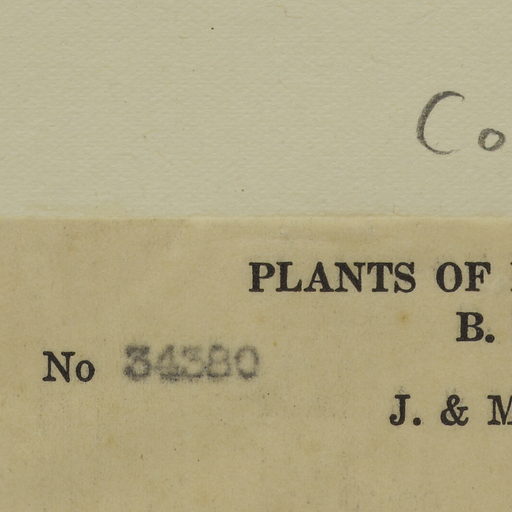 Co
PLANTS OF
B.
No 34380
J. & M